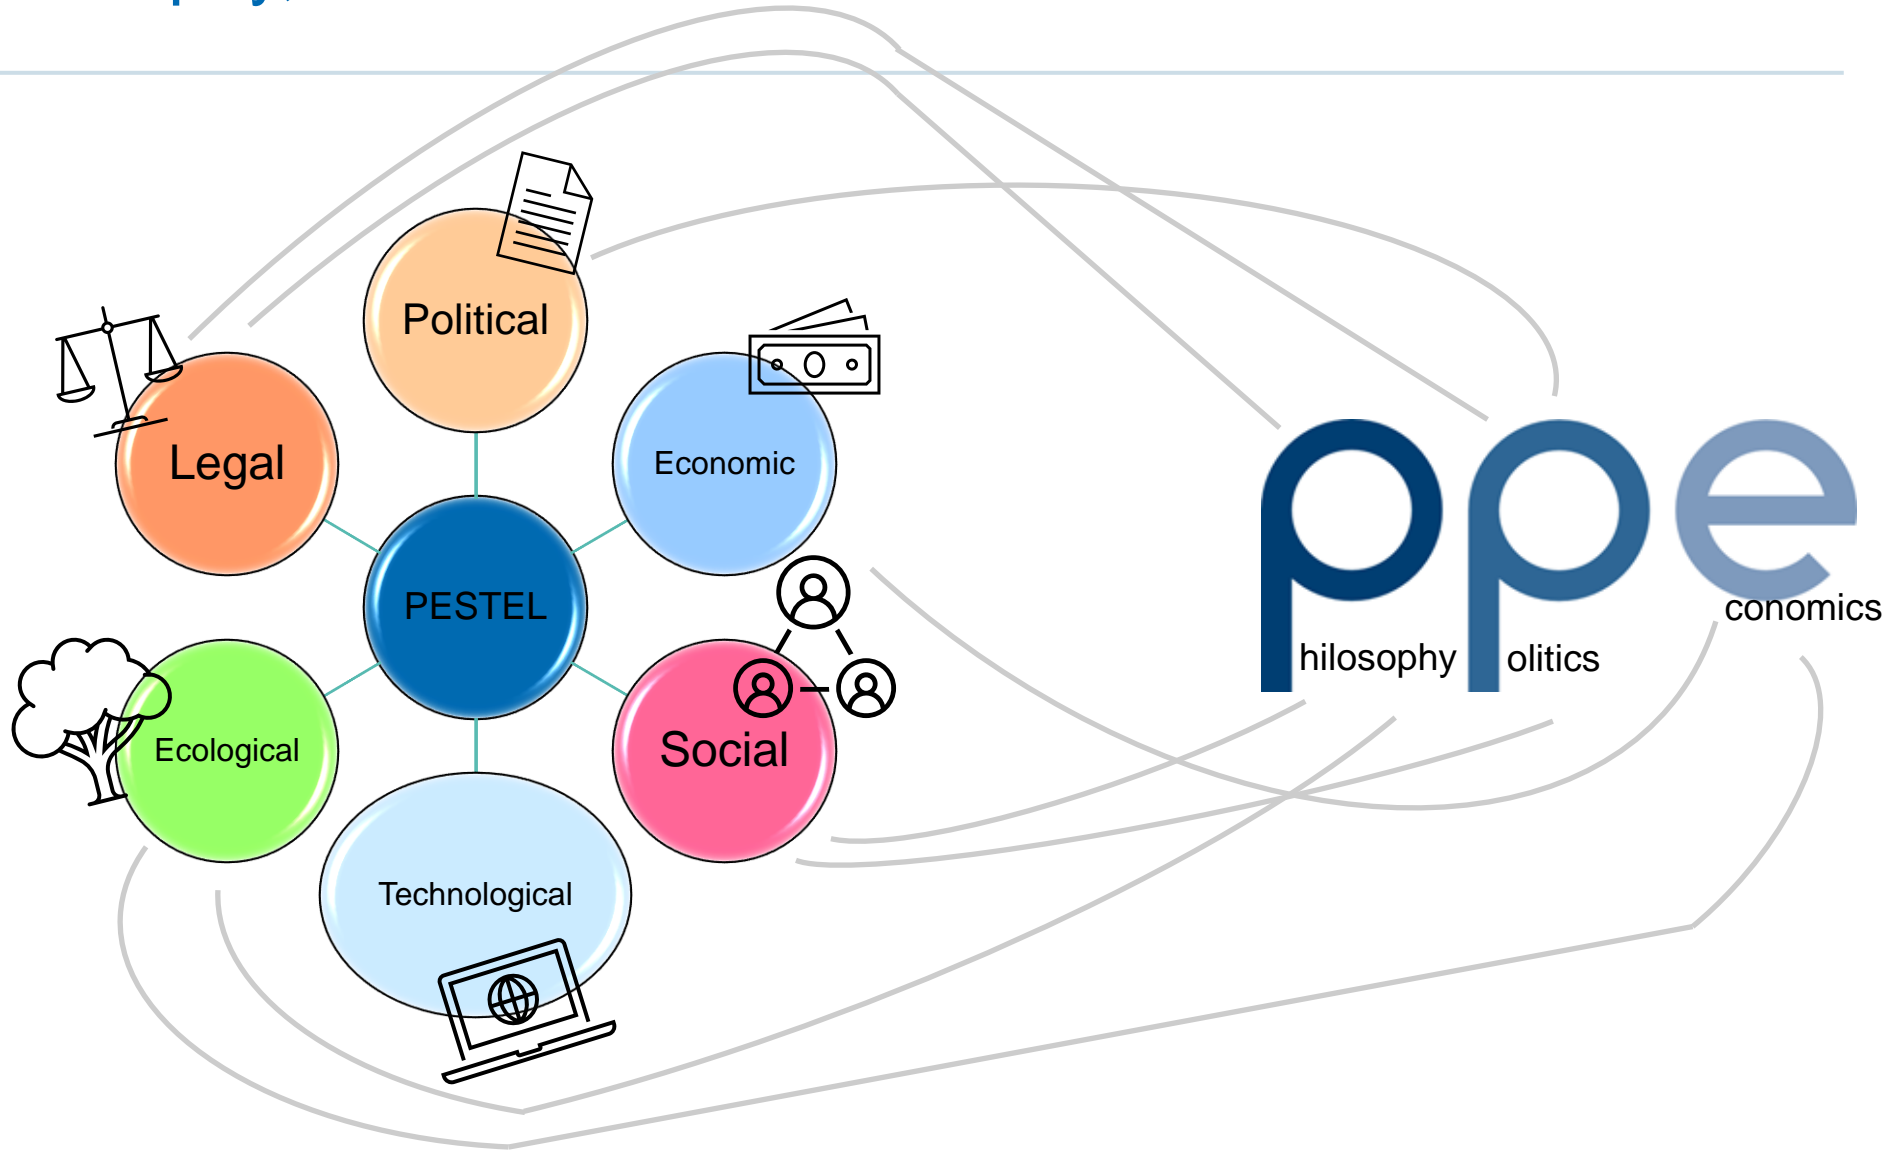 Political
Legal
Economic
PESTEL
Ecological
Social
Technological
ppe
hilosophy
olitics
conomics